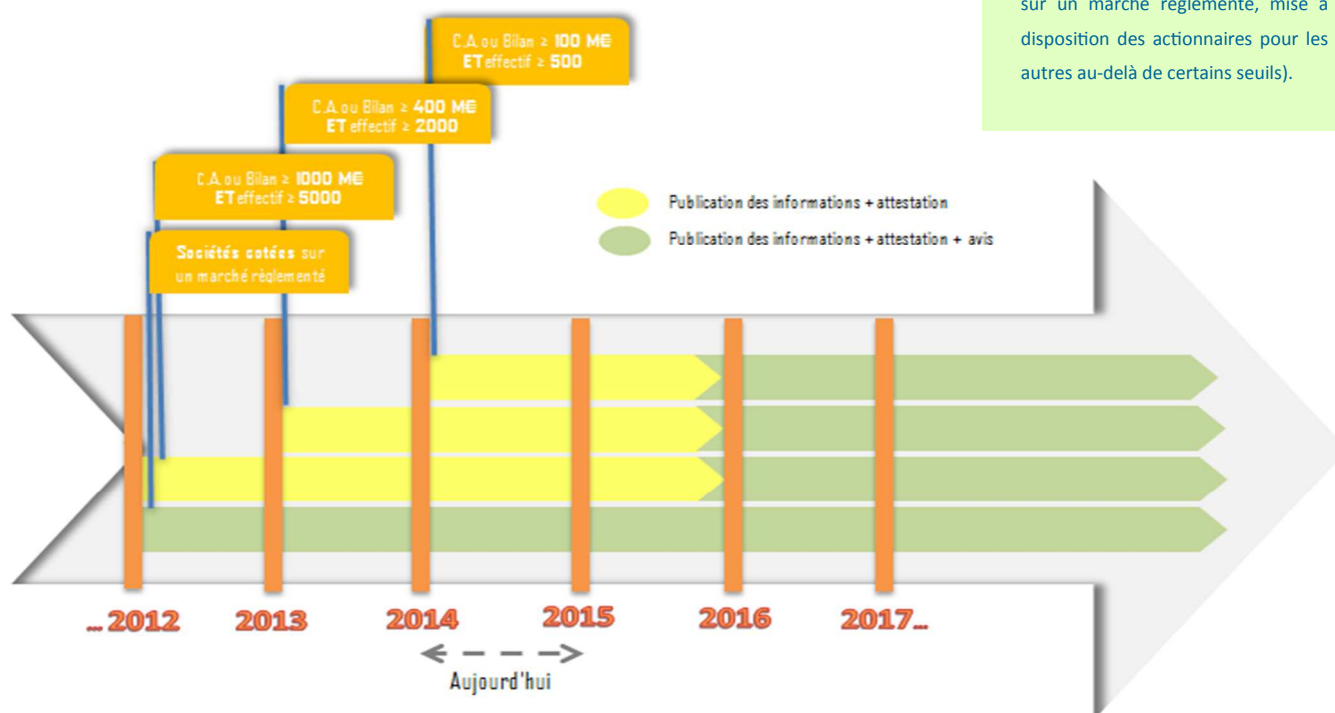 sur un marché réglementé, mise à
disposition des actionnaires pour les
autres au-delà de certains seuils).
C.A. ou Bilan ≥ 100 M€
ET effectif ≥ 500
C.A. ou Bilan ≥ 400 M€
ET effectif ≥ 2000
C.A. ou Bilan ≥ 1000 M€
ET effectif ≥ 5000
Sociétés cotées sur
un marché règlementé
Publication des informations + attestation
Publication des informations + attestation + avis
... 2012
2013
2014
2015
2016
2017...
Aujourd'hui